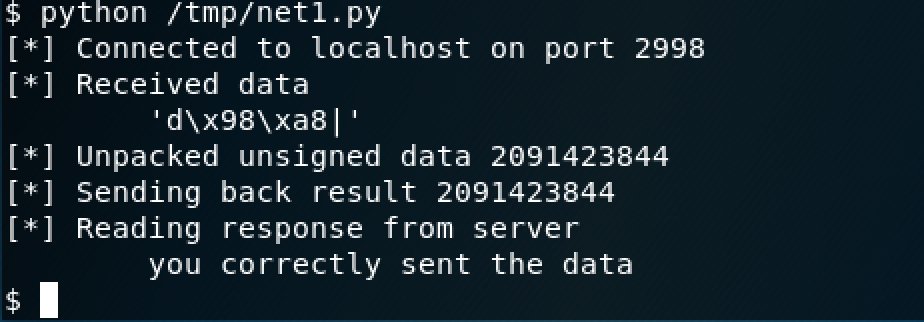 $ python /tmp/net1.py
[*] Connected to localhost on port 2998
[*] Received data
        'd\x98\xa8|'
[*] Unpacked unsigned data 2091423844
[*] Sending back result 2091423844
[*] Reading response from server
        you correctly sent the data
$